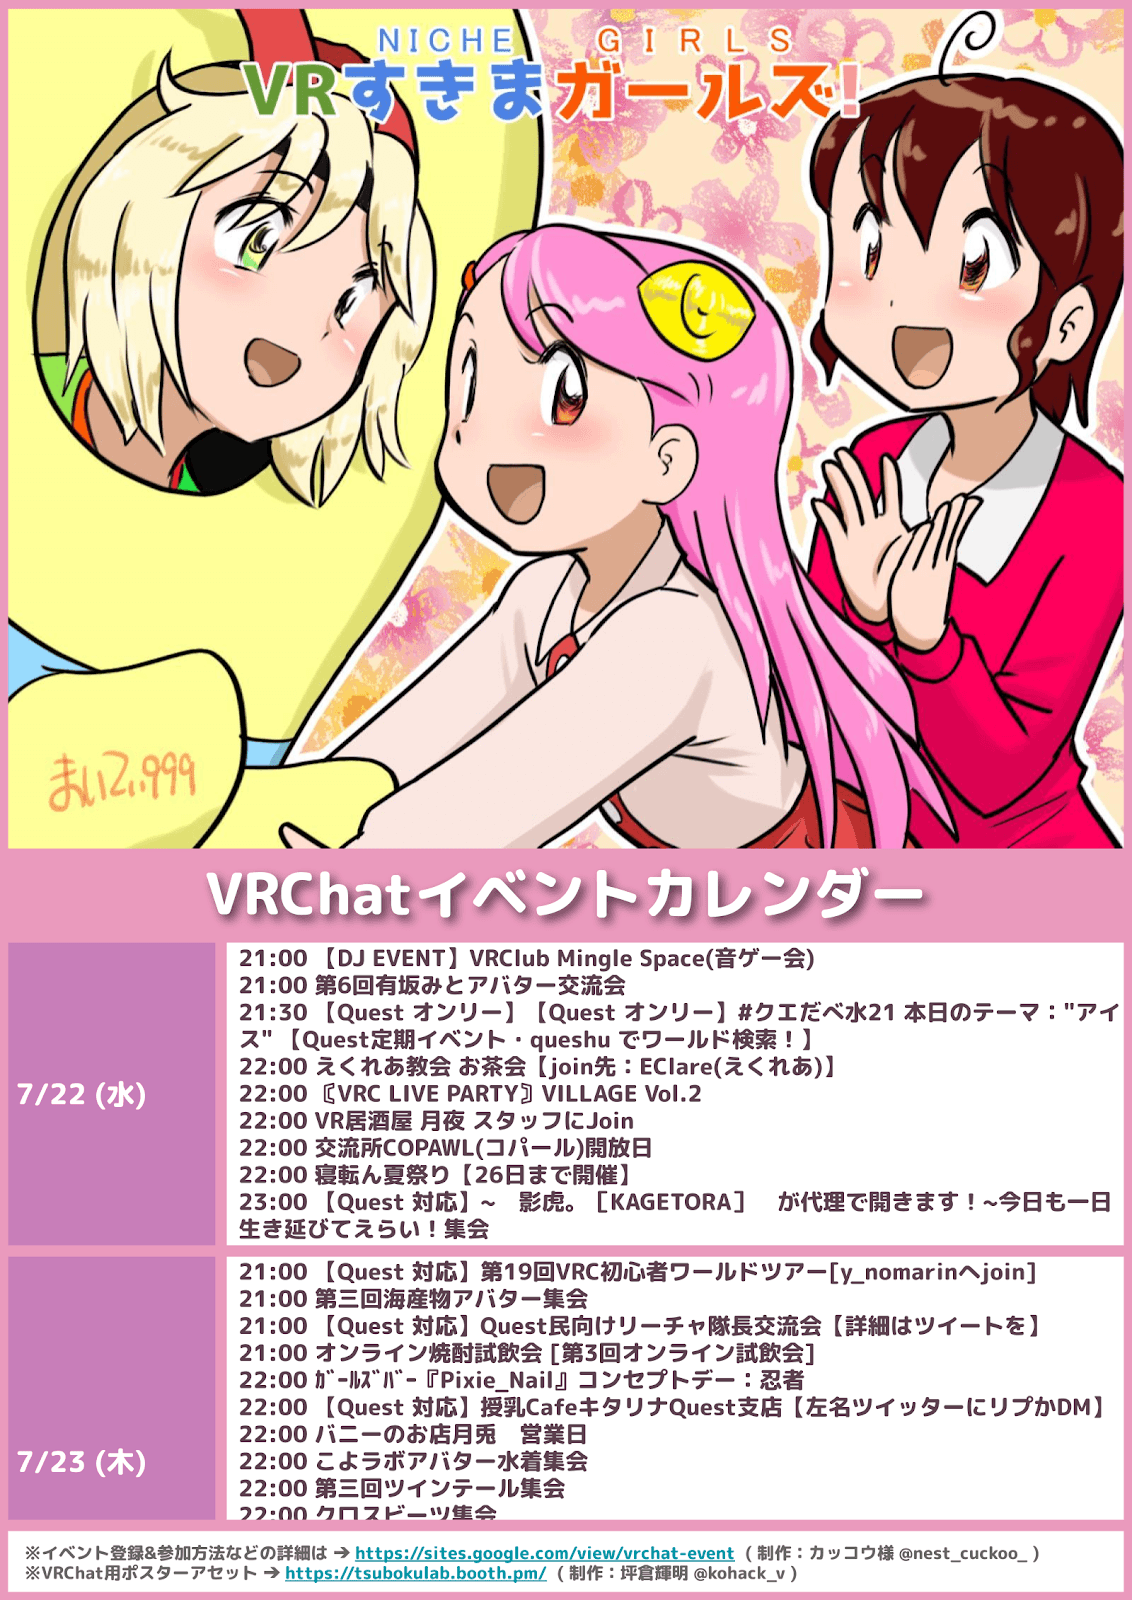 NICHE GIRLS
VRすきまガールズ!
まいてぃ999
VRChatイベントカレンダー
7/22 (水)
21:00 【DJ EVENT】VRClub Mingle Space(音ゲー会)
21:00 第6回有坂みとアバター交流会
21:30 【Quest オンリー】【Quest オンリー】#クエだべ水21 本日のテーマ："アイ
ス" 【Quest定期イベント・queshu でワールド検索！】
22:00 えくれあ教会 お茶会【join先：EClare(えくれあ)】
22:00 〘VRC LIVE PARTY〙VILLAGE Vol.2
22:00 VR居酒屋 月夜 スタッフにJoin
22:00 交流所COPAWL(コパール)開放日
22:00 寝転ん夏祭り【26日まで開催】
23:00 【Quest 対応】~　影虎。［KAGETORA］　が代理で開きます！~今日も一日
生き延びてえらい！集会
7/23 (木)
21:00 【Quest 対応】第19回VRC初心者ワールドツアー[y_nomarinへjoin]
21:00 第三回海産物アバター集会
21:00 【Quest 対応】Quest民向けリーチャ隊長交流会【詳細はツイートを】
21:00 オンライン焼酎試飲会 [第3回オンライン試飲会]
22:00 ｶﾞｰﾙｽﾞﾊﾞｰ『Pixie_Nail』コンセプトデー：忍者
22:00 【Quest 対応】授乳CafeキタリナQuest支店【左名ツイッターにリプかDM】
22:00 バニーのお店月兎　営業日
22:00 こよラボアバター水着集会
22:00 第三回ツインテール集会
22:00 クロスビーツ集会
※イベント登録&参加方法などの詳細は ➔ https://sites.google.com/view/vrchat-event （制作：カッコウ様 @nest_cuckoo_ )
※VRChat用ポスターアセット ➔ https://tsubokulab.booth.pm/ （制作：坪倉輝明 @kohack_v )